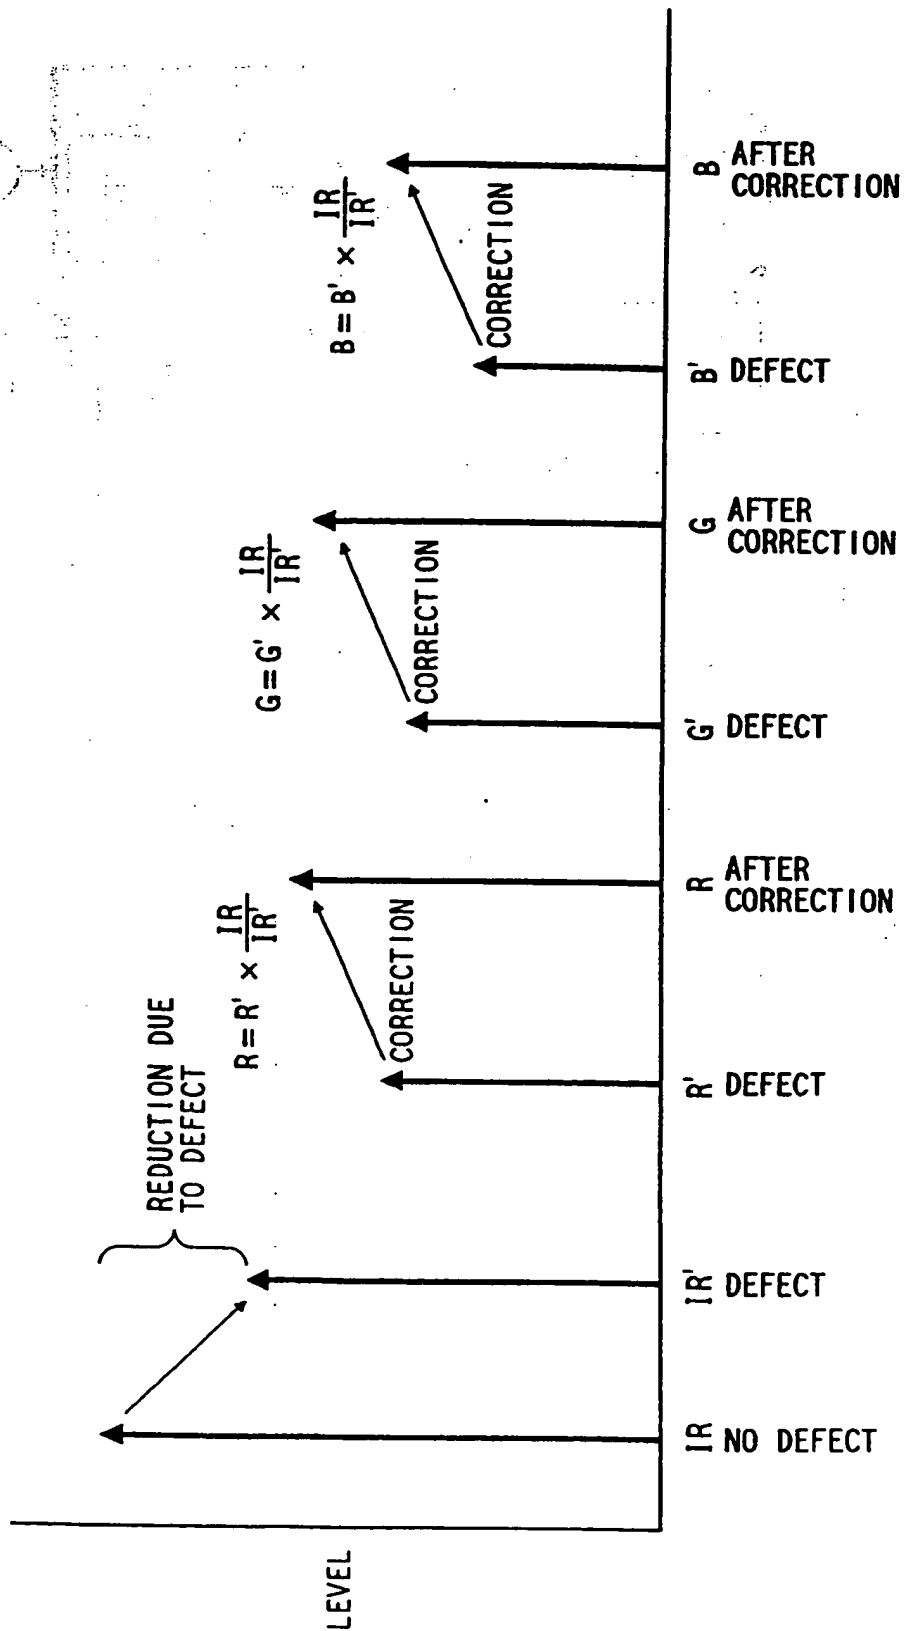 LEVEL
REDUCTION DUE
TO DEFECT
R = R' × IR/IR'
CORRECTION
G = G' × IR/IR'
CORRECTION
B = B' × IR/IR'
CORRECTION
IR NO DEFECT
IR' DEFECT
R' DEFECT
R AFTER
CORRECTION
G' DEFECT
G AFTER
CORRECTION
B' DEFECT
B AFTER
CORRECTION